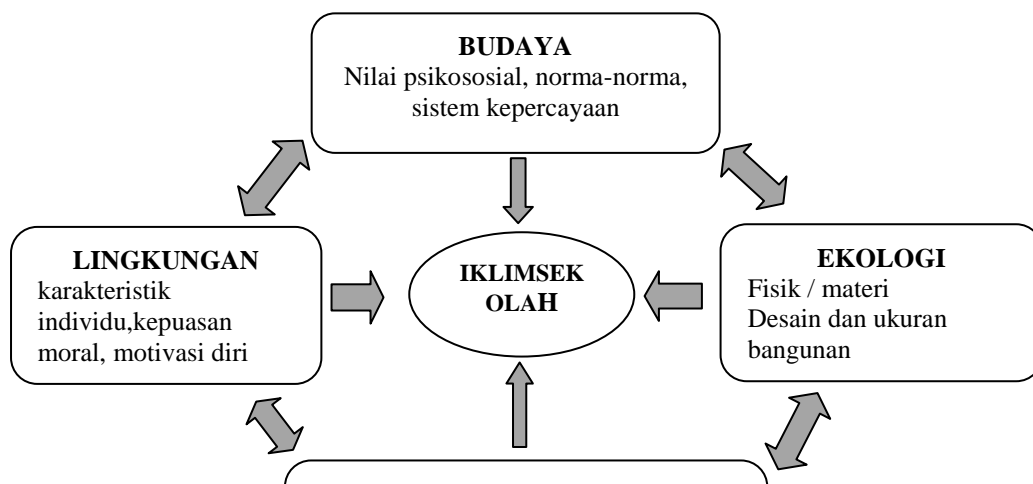 BUDAYA
Nilai psikososial, norma-norma,
sistem kepercayaan
LINGKUNGAN
karakteristik
individu,kepuasan
moral, motivasi diri
IKLIMSEK
OLAH
EKOLOGI
Fisik / materi
Desain dan ukuran
bangunan